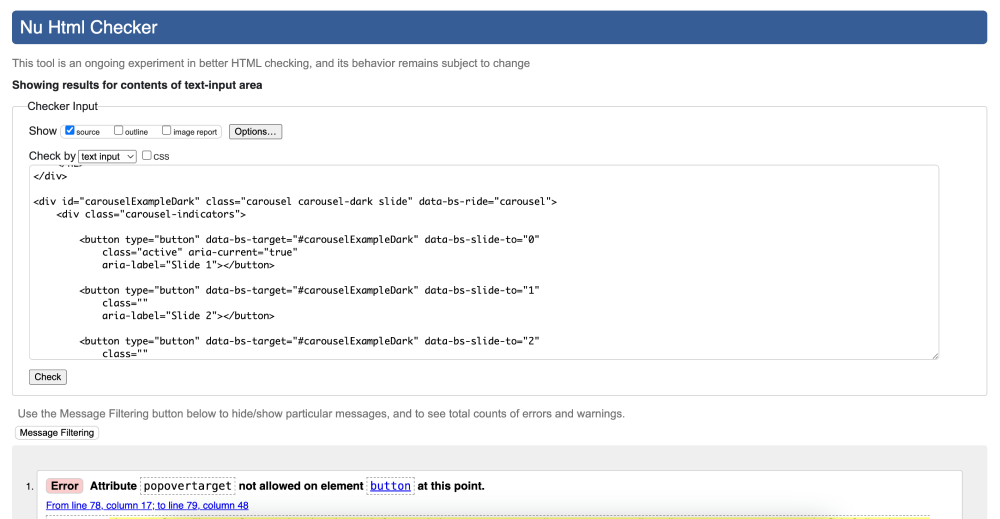 Nu Html Checker
This tool is an ongoing experiment in better HTML checking, and its behavior remains subject to change
Showing results for contents of text-input area
Checker Input
Show source outline image report Options…
Check by text input css
</div>
<div id="carouselExampleDark" class="carousel carousel-dark slide" data-bs-ride="carousel">
<div class="carousel-indicators">
<button type="button" data-bs-target="#carouselExampleDark" data-bs-slide-to="0"
class="active" aria-current="true"
aria-label="Slide 1"></button>
<button type="button" data-bs-target="#carouselExampleDark" data-bs-slide-to="1"
class=""
aria-label="Slide 2"></button>
<button type="button" data-bs-target="#carouselExampleDark" data-bs-slide-to="2"
class=""
Check
Use the Message Filtering button below to hide/show particular messages, and to see total counts of errors and warnings.
Message Filtering
1. Error Attribute popovertarget not allowed on element button at this point.
From line 78, column 17; to line 79, column 48